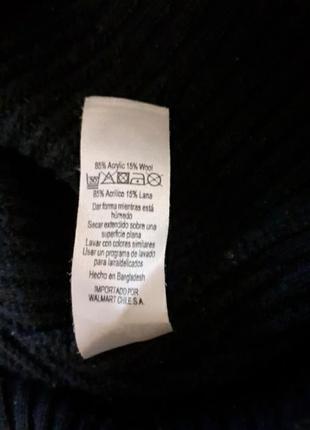 85% Acrylic 15% Wool
85% Acrílico 15% Lana
Dar forma mientras está
húmedo
Secar extendido sobre una
superficie plana
Lavar con colores similares
Usar un programa de lavado
para lana/delicados
Hecho en Bangladesh
IMPORTADO POR:
WALMART CHILE S.A.